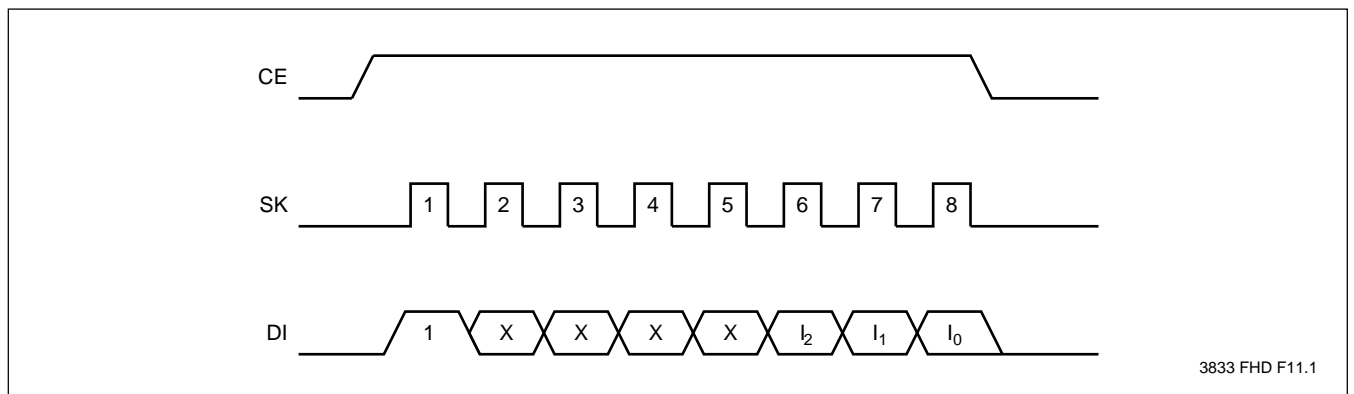 CE
SK 1 2 3 4 5 6 7 8
DI 1 X X X X I2 I1 I0
3833 FHD F11.1